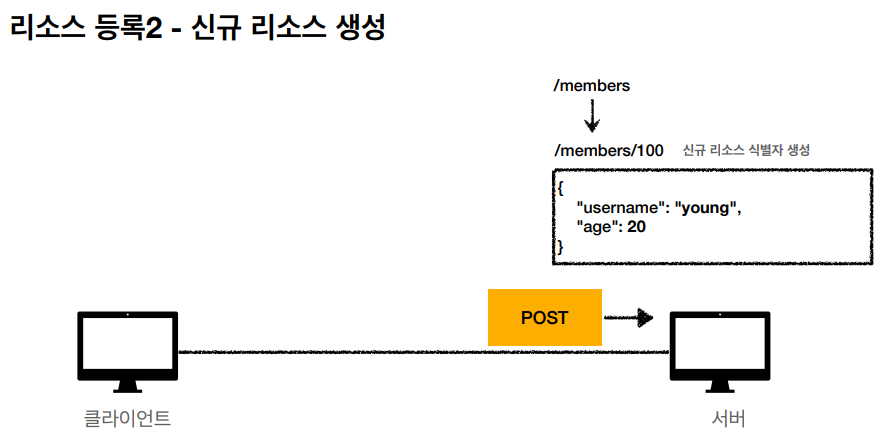 리소스 등록2 - 신규 리소스 생성
/members
/members/100 신규 리소스 식별자 생성
{
"username": "young",
"age": 20
}
POST
클라이언트
서버